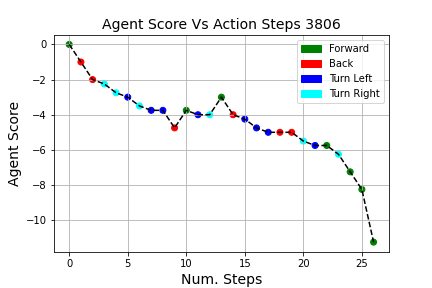 Agent Score Vs Action Steps 3806
Forward
Back
Turn Left
Turn Right
Agent Score
0
−2
−4
−6
−8
−10
0 5 10 15 20 25
Num. Steps